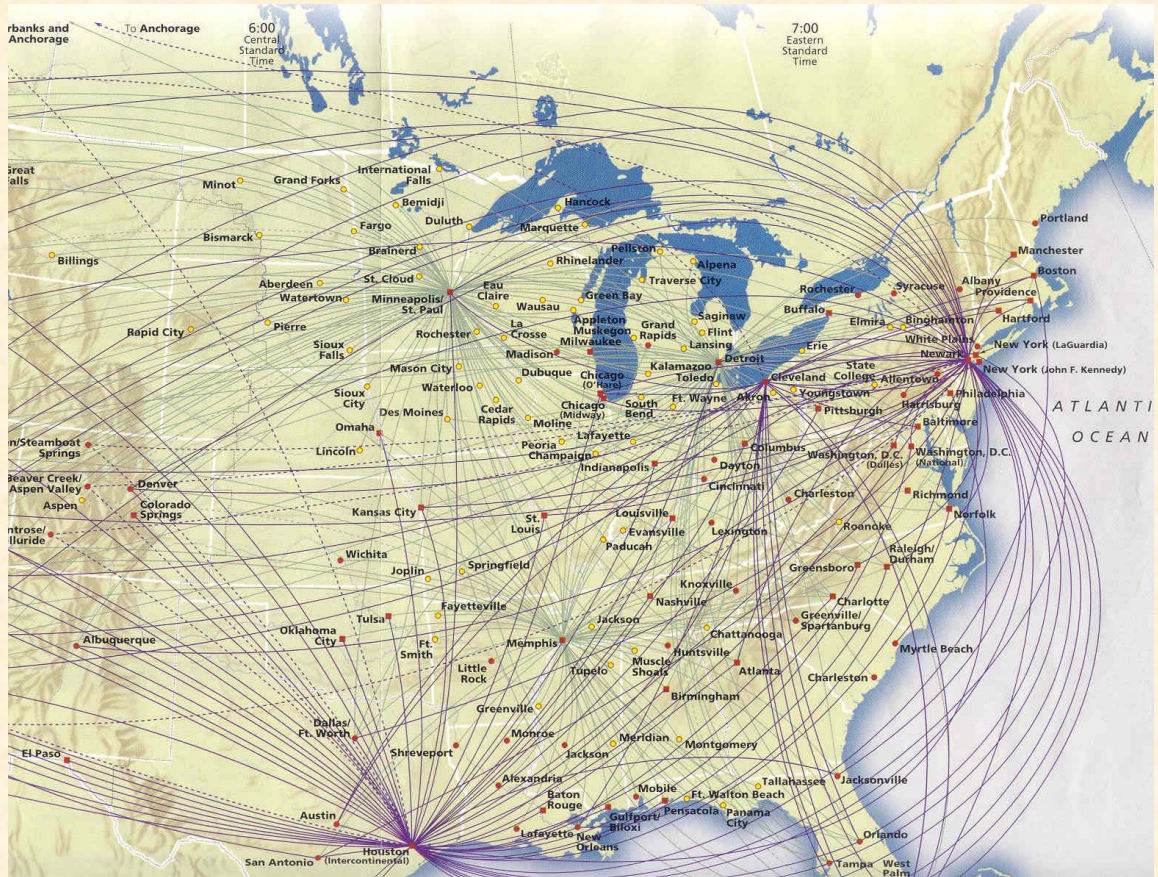 rbanks and
Anchorage
To Anchorage
6:00
Central
Standard
Time
7:00
Eastern
Standard
Time
Great
Falls
Minot
Grand Forks
International
Falls
Bemidji
Hancock
Duluth
Marquette
Portland
Fargo
Bismarck
Brainerd
Pellston
Manchester
Billings
Rhinelander
Alpena
Boston
St. Cloud
Traverse City
Aberdeen
Eau
Claire
Rochester
Syracuse
Albany
Providence
Watertown
Minneapolis/
St. Paul
Wausau
Green Bay
Buffalo
Hartford
Rapid City
Pierre
Rochester
La
Crosse
Appleton
Muskegon
Milwaukee
Grand
Rapids
Saginaw
Flint
Lansing
Elmira
Binghamton
White Plains
Newark
New York (LaGuardia)
New York (John F. Kennedy)
Sioux
Falls
Madison
Detroit
Erie
Mason City
Dubuque
Chicago
(O'Hare)
Kalamazoo
Toledo
Cleveland
State
College
Allentown
Sioux
City
Waterloo
Chicago
(Midway)
South
Bend
Ft. Wayne
Akron
Youngstown
Harrisburg
Philadelphia
Des Moines
Cedar
Rapids
Moline
Pittsburgh
ATLANTI
OCEAN
Omaha
Peoria
Lafayette
Baltimore
n/Steamboat
Springs
Lincoln
Champaign
Indianapolis
Columbus
Washington, D.C.
(Dulles)
Washington, D.C.
(National)
Dayton
Beaver Creek/
Aspen Valley
Denver
Cincinnati
Charleston
Richmond
Aspen
Colorado
Springs
Kansas City
St.
Louis
Louisville
Norfolk
ntrose/
lluride
Evansville
Lexington
Roanoke
Paducah
Wichita
Raleigh/
Durham
Joplin
Springfield
Greensboro
Knoxville
Nashville
Charlotte
Fayetteville
Tulsa
Jackson
Greenville/
Spartanburg
Albuquerque
Oklahoma
City
Ft.
Smith
Memphis
Chattanooga
Huntsville
Myrtle Beach
Little
Rock
Tupelo
Muscle
Shoals
Atlanta
Charleston
Birmingham
Greenville
Dallas/
Ft. Worth
Monroe
Meridian
Montgomery
El Paso
Shreveport
Jackson
Alexandria
Tallahassee
Jacksonville
Mobile
Ft. Walton Beach
Baton
Rouge
Pensacola
Panama
City
Austin
Gulfport/
Biloxi
Lafayette
New
Orleans
Orlando
Houston
(Intercontinental)
San Antonio
Tampa
West
Palm